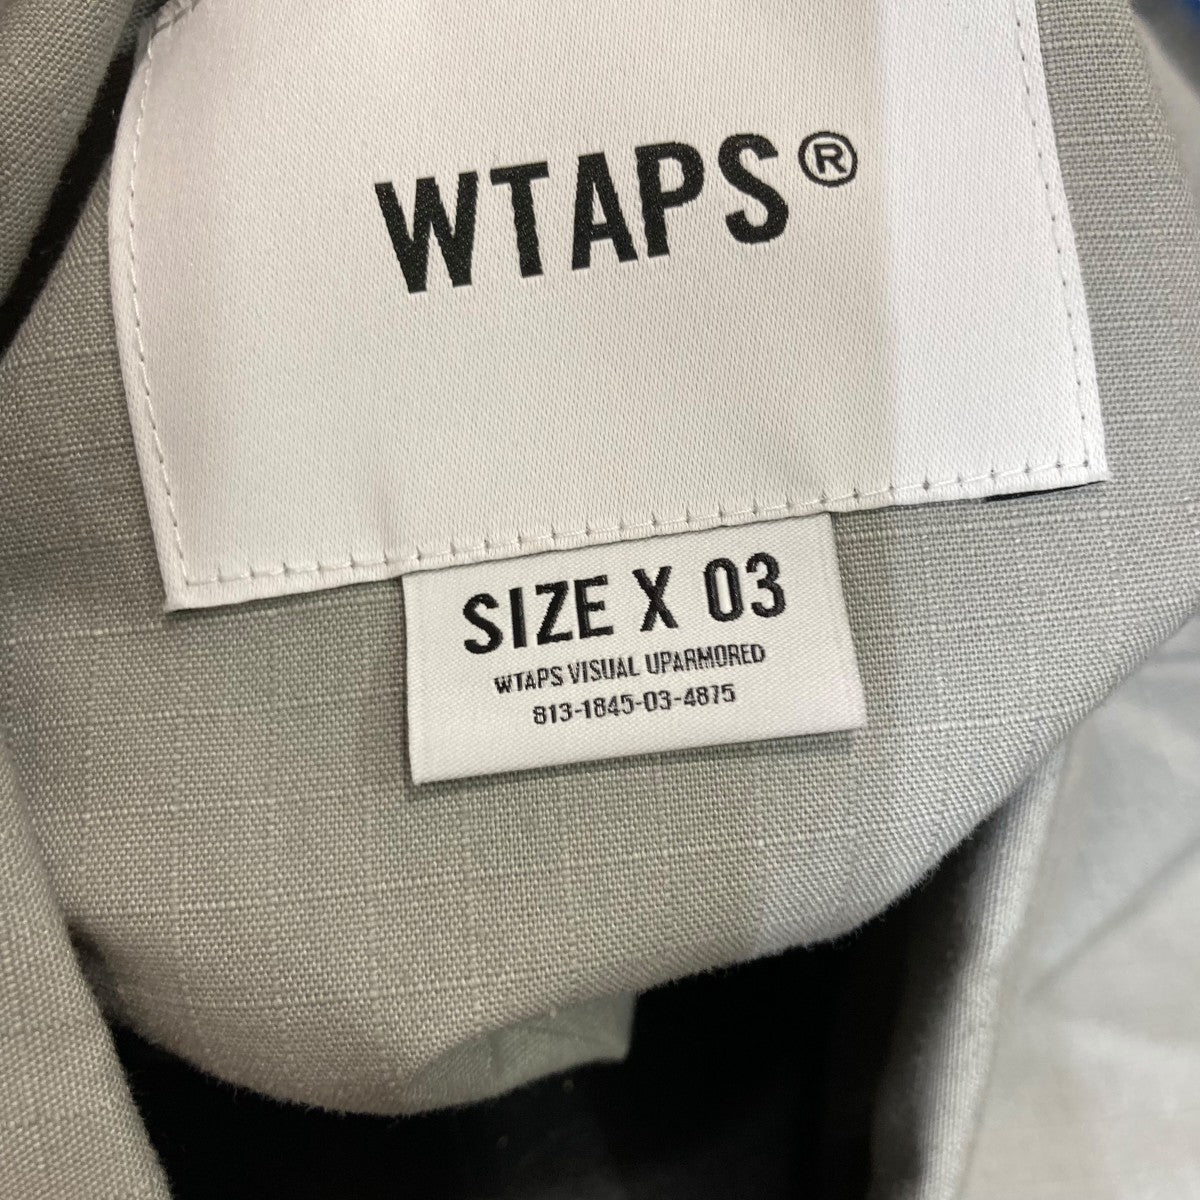 WTAPS®
SIZE X 03
WTAPS VISUAL UPARMORED
813-1845-03-4875